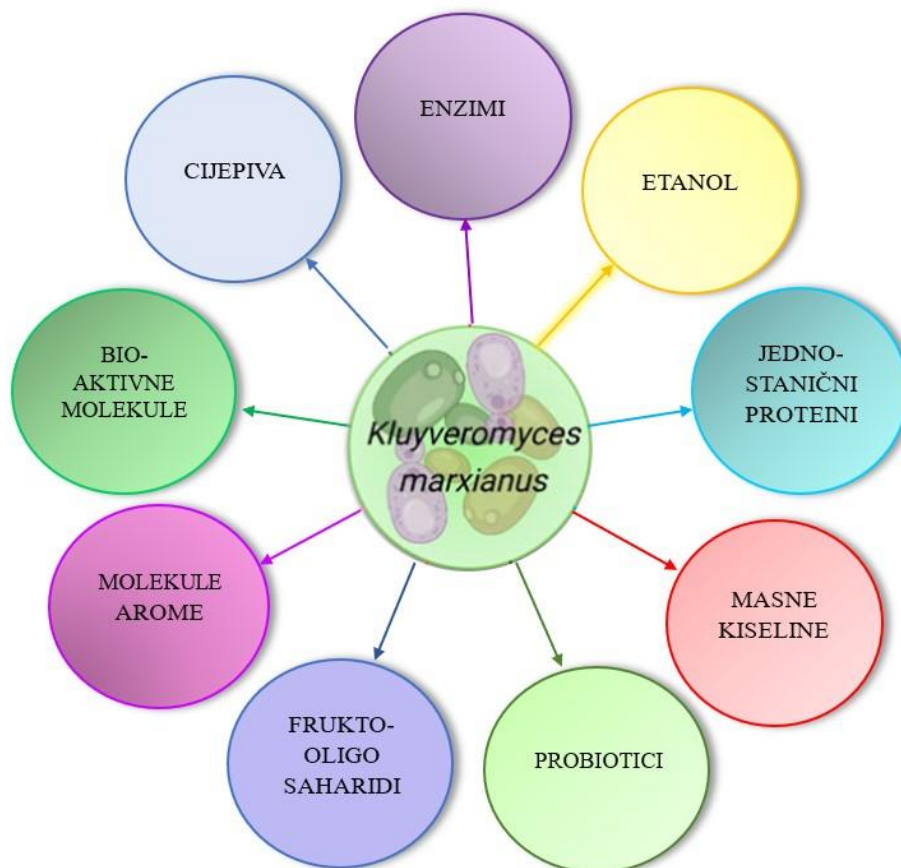 ENZIMI
CIJEPIVA
ETANOL
BIO-
AKTIVNE
MOLEKULE
JEDNO-
STANIČNI
PROTEINI
Kluyveromyces
marxianus
MOLEKULE
AROME
MASNE
KISELINE
FRUKTO-
OLIGO
SAHARIDI
PROBIOTICI